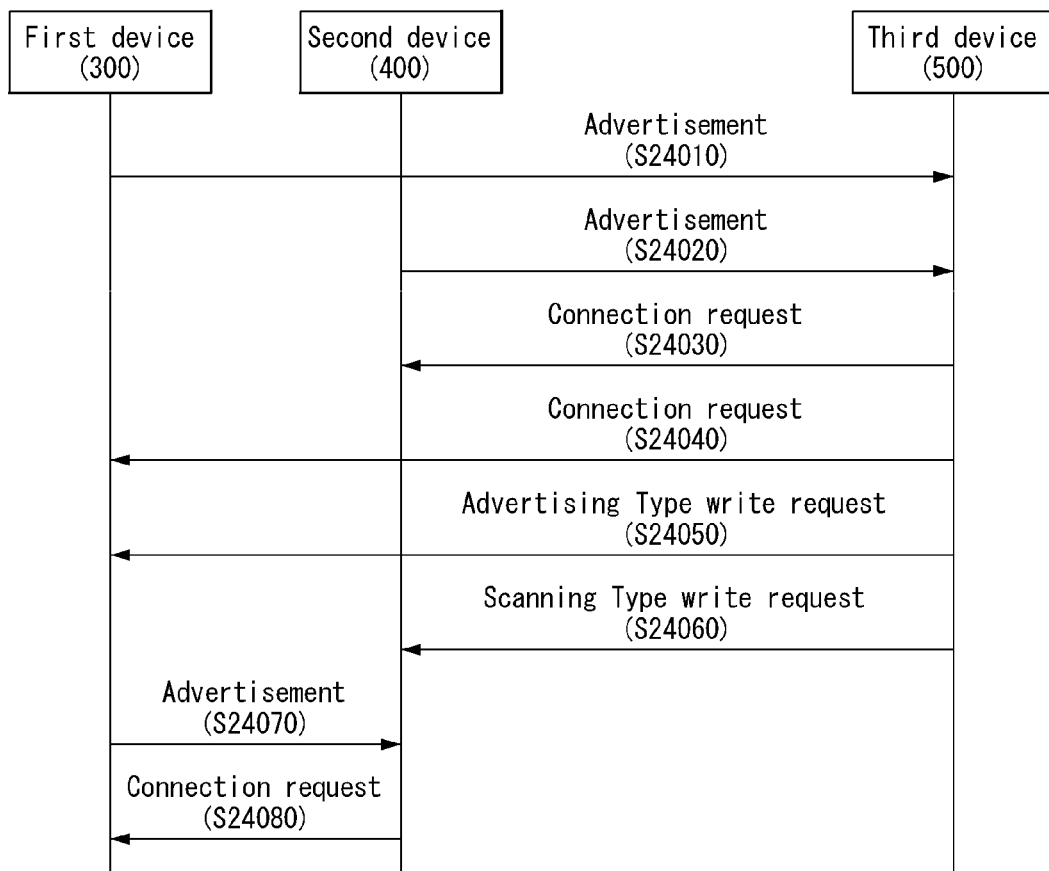 First device
(300)
Second device
(400)
Third device
(500)
Advertisement
(S24010)
Advertisement
(S24020)
Connection request
(S24030)
Connection request
(S24040)
Advertising Type write request
(S24050)
Scanning Type write request
(S24060)
Advertisement
(S24070)
Connection request
(S24080)